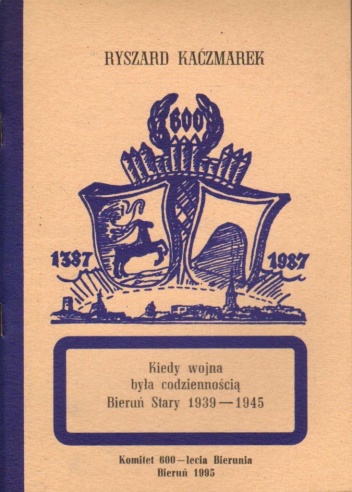 RYSZARD KAĆZMAREK
600
1387 1987
Kiedy wojna
była codziennością
Bieruń Stary 1939—1945
Komitet 600—lecia Bierunia
Bieruń 1995